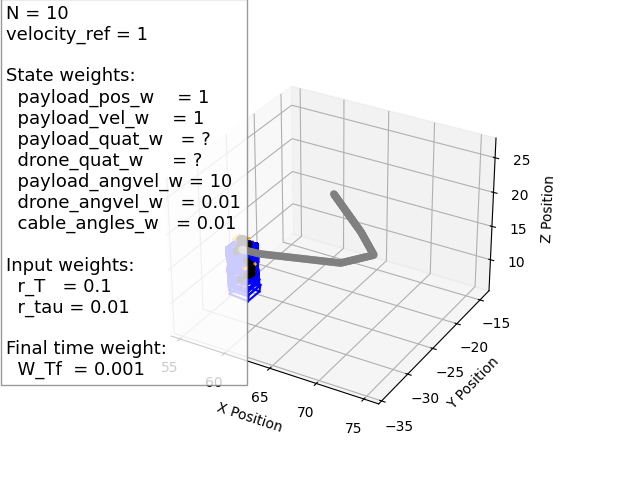 N = 10
velocity_ref = 1
State weights:
payload_pos_w = 1
payload_vel_w = 1
payload_quat_w = ?
drone_quat_w = ?
payload_angvel_w = 10
drone_angvel_w = 0.01
cable_angles_w = 0.01
Input weights:
r_T = 0.1
r_tau = 0.01
Final time weight:
W_Tf = 0.001
25
20
15
10
Z Position
−15
−20
−25
−30
−35
Y Position
55
60
65
70
75
X Position